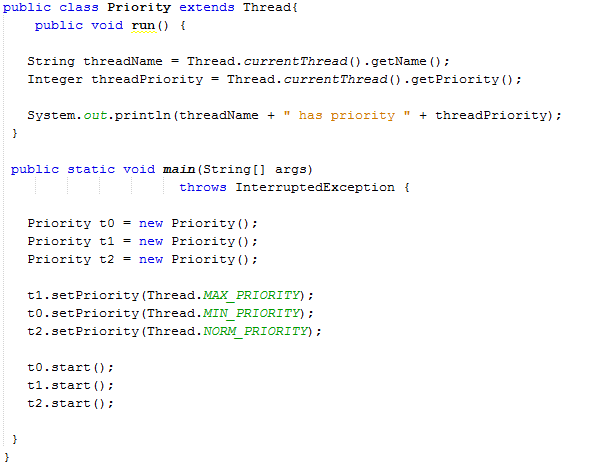 public class Priority extends Thread{
public void run() {
String threadName = Thread.currentThread().getName();
Integer threadPriority = Thread.currentThread().getPriority();
System.out.println(threadName + " has priority " + threadPriority);
}
public static void main(String[] args)
throws InterruptedException {
Priority t0 = new Priority();
Priority t1 = new Priority();
Priority t2 = new Priority();
t1.setPriority(Thread.MAX_PRIORITY);
t0.setPriority(Thread.MIN_PRIORITY);
t2.setPriority(Thread.NORM_PRIORITY);
t0.start();
t1.start();
t2.start();
}
}